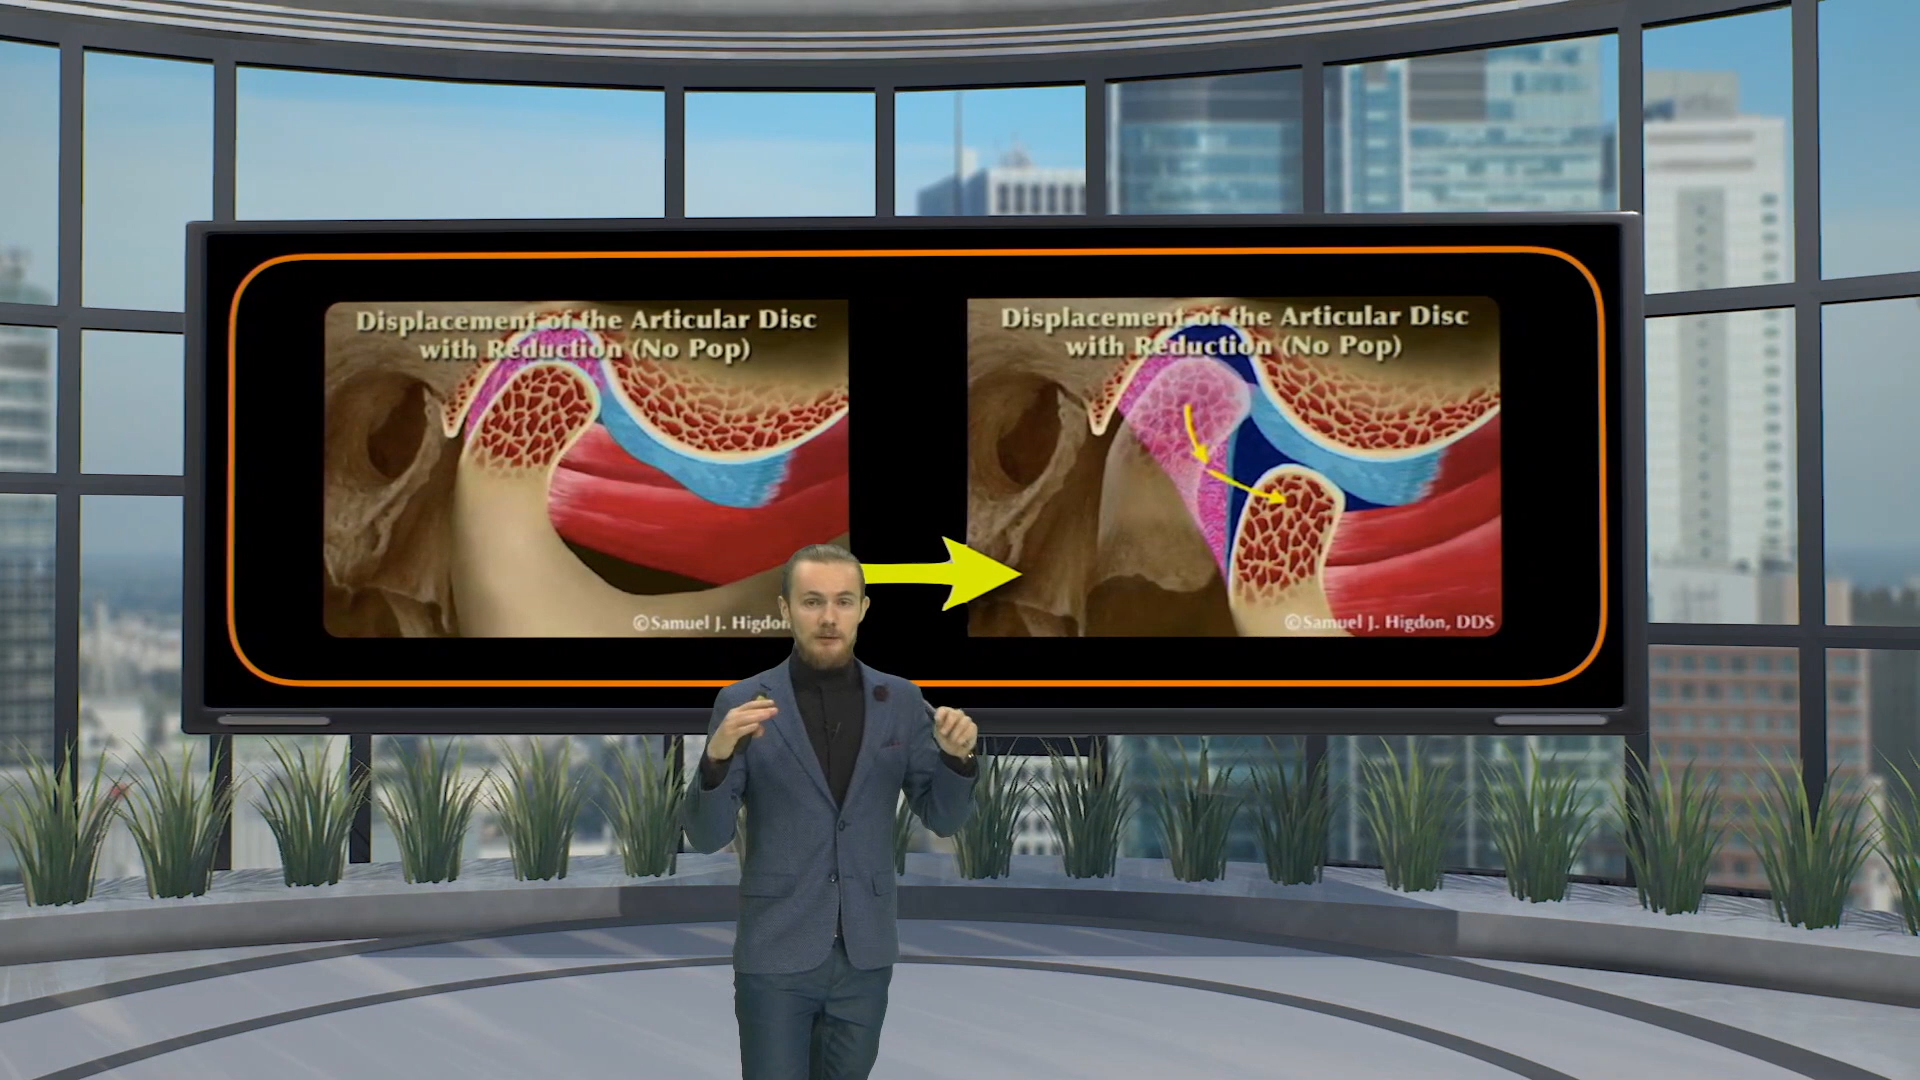 Displacement of the Articular Disc
with Reduction (No Pop)
©Samuel J. Higdon
Displacement of the Articular Disc
with Reduction (No Pop)
©Samuel J. Higdon, DDS